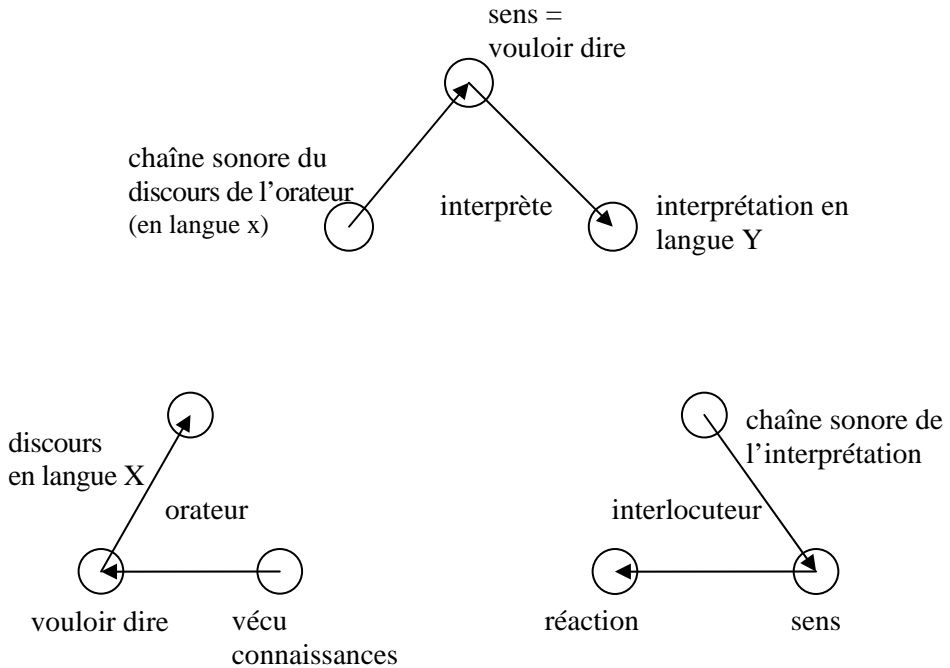 sens =
vouloir dire
chaîne sonore du
discours de l’orateur
(en langue x)
interprète
interprétation en
langue Y
discours
en langue X
orateur
vouloir dire
vécu
connaissances
chaîne sonore de
l’interprétation
interlocuteur
réaction
sens